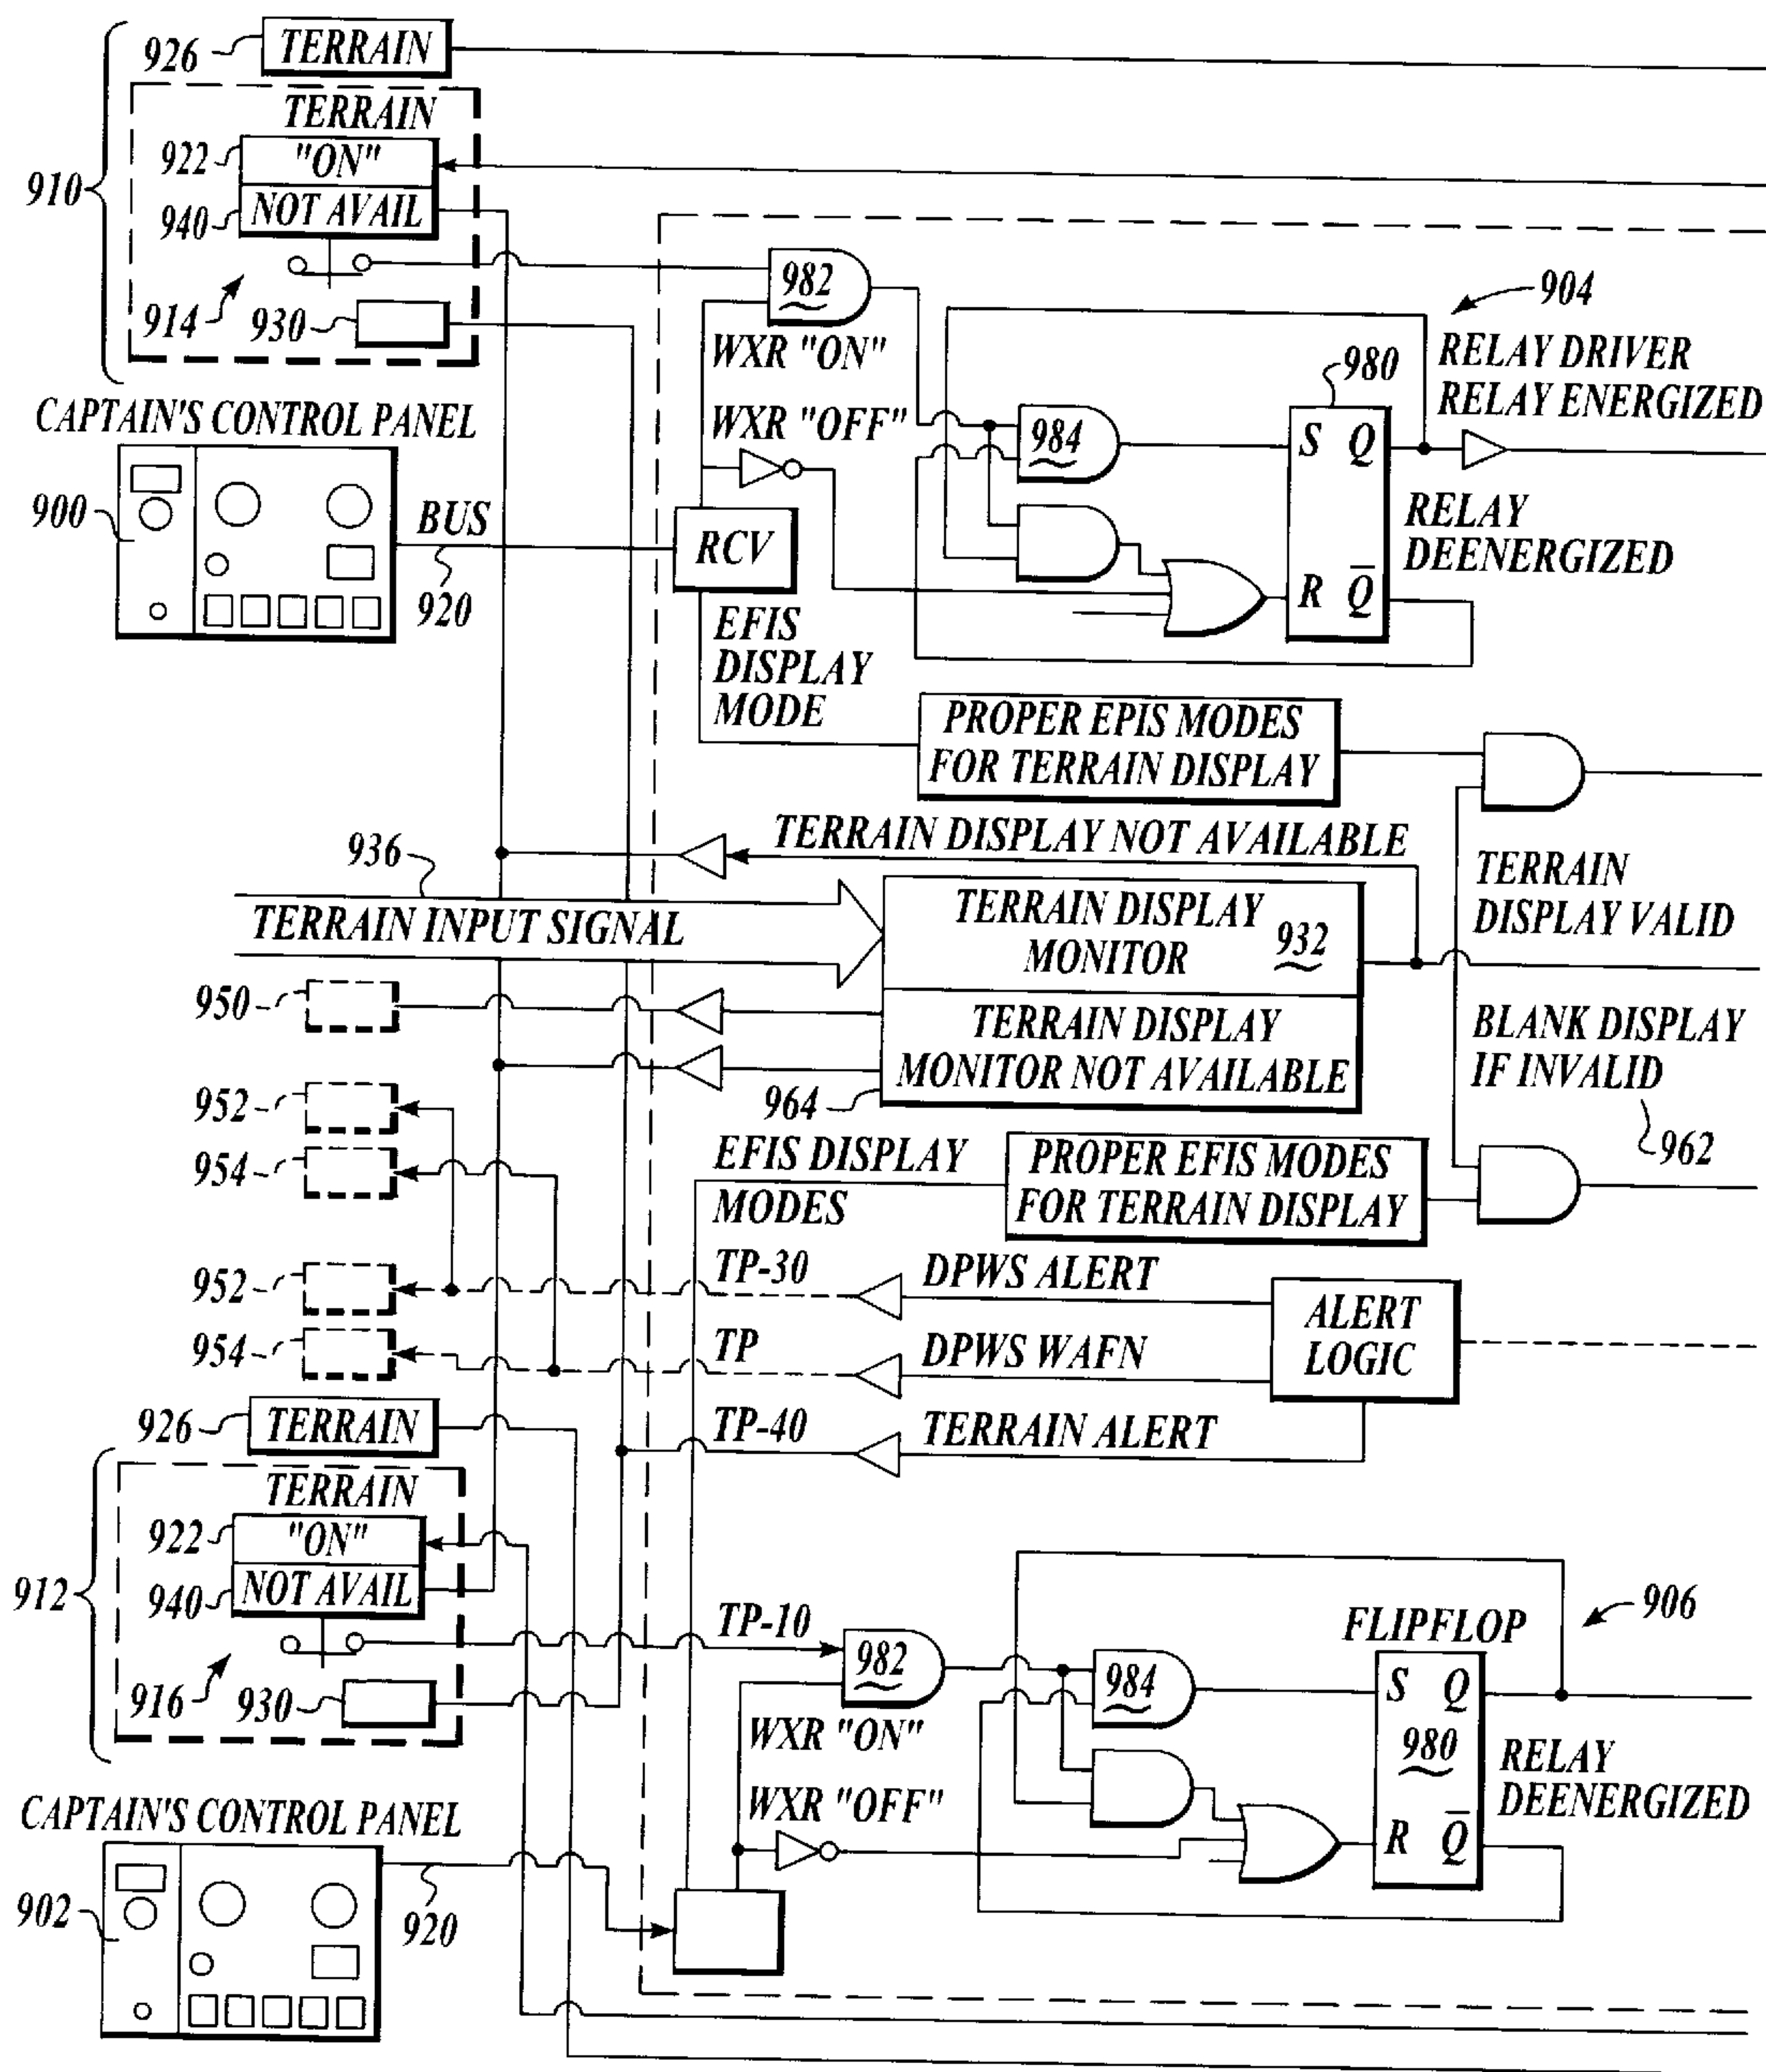 926
TERRAIN
TERRAIN
922
"ON"
910
940
NOT AVAIL
914
930
982
904
WXR "ON"
WXR "OFF"
RELAY DRIVER
RELAY ENERGIZED
980
984
S Q
R Q̅
RELAY
DEENERGIZED
CAPTAIN'S CONTROL PANEL
900
BUS
920
RCV
EFIS
DISPLAY
MODE
PROPER EPIS MODES
FOR TERRAIN DISPLAY
TERRAIN DISPLAY NOT AVAILABLE
936
TERRAIN INPUT SIGNAL
TERRAIN DISPLAY
MONITOR
932
TERRAIN
DISPLAY VALID
950
TERRAIN DISPLAY
MONITOR NOT AVAILABLE
964
BLANK DISPLAY
IF INVALID
962
952
954
EFIS DISPLAY
MODES
PROPER EFIS MODES
FOR TERRAIN DISPLAY
952
TP-30
DPWS ALERT
954
TP
DPWS WAFN
ALERT
LOGIC
926
TERRAIN
TP-40
TERRAIN ALERT
TERRAIN
922
"ON"
912
940
NOT AVAIL
916
930
TP-10
982
984
FLIPFLOP
906
S Q
980
R Q̅
RELAY
DEENERGIZED
WXR "ON"
WXR "OFF"
CAPTAIN'S CONTROL PANEL
902
920